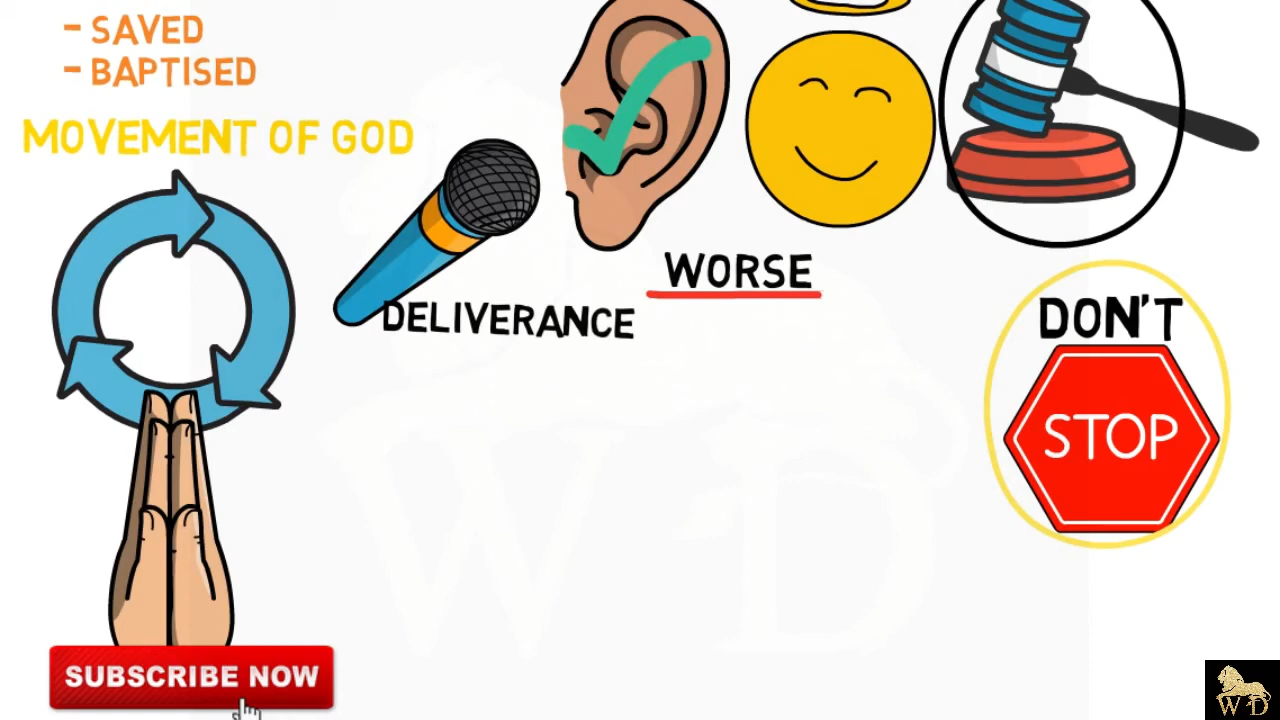 - SAVED
- BAPTISED
MOVEMENT OF GOD
WORSE
DELIVERANCE
DON'T
STOP
W D
SUBSCRIBE NOW
W D